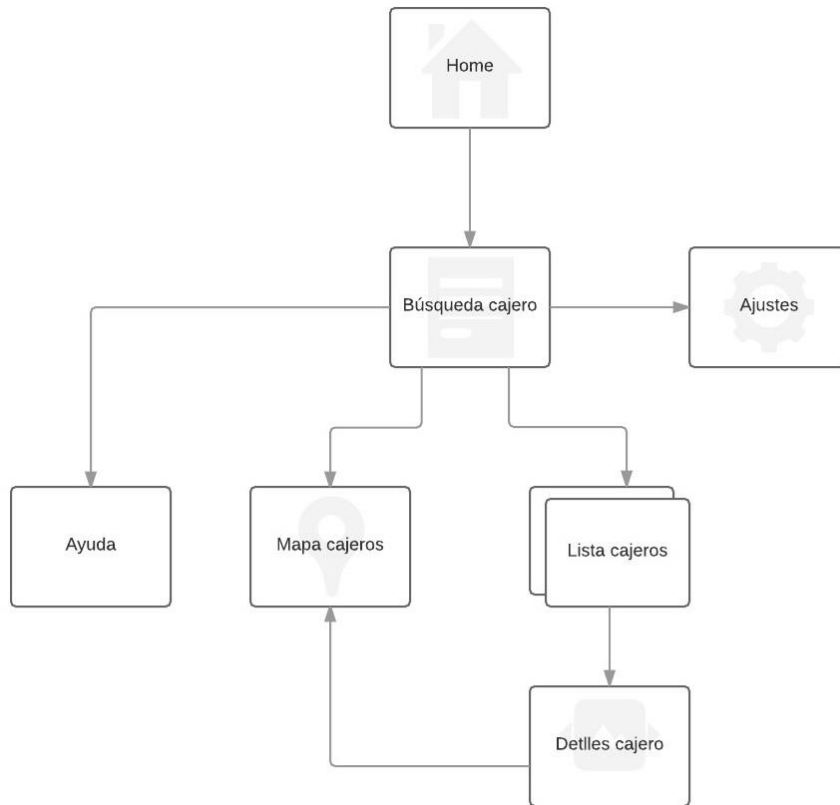 Home
Búsqueda cajero
Ajustes
Ayuda
Mapa cajeros
Lista cajeros
Detlles cajero